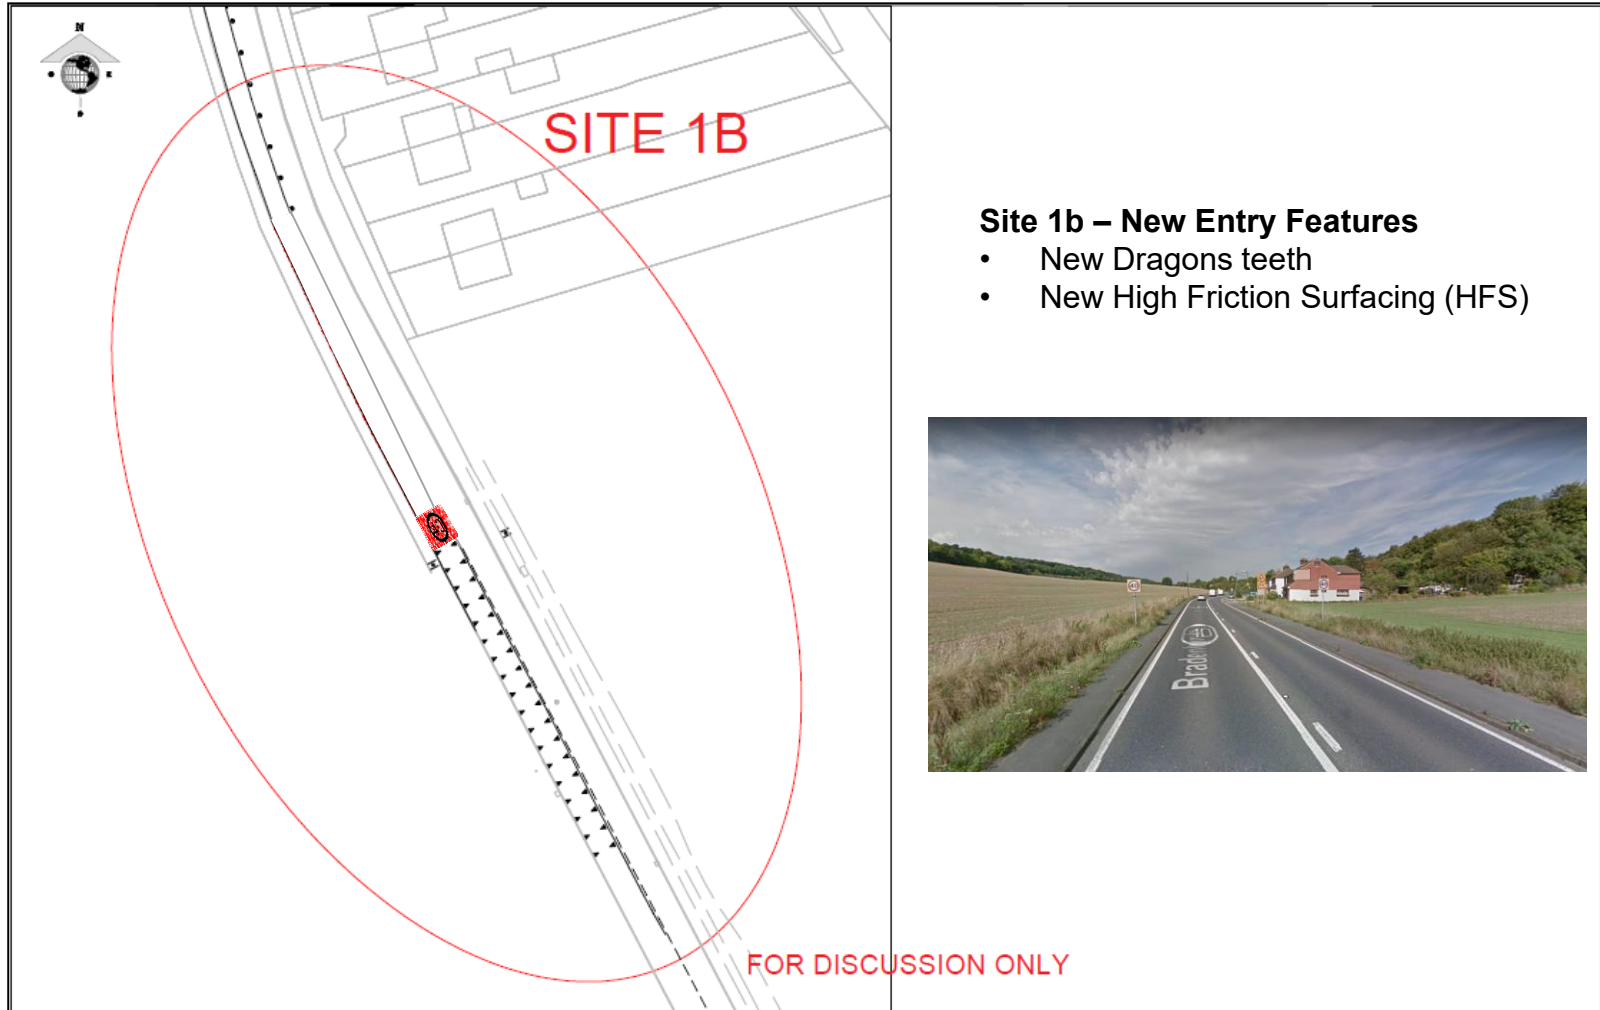 N
SITE 1B
Site 1b – New Entry Features
• New Dragons teeth
• New High Friction Surfacing (HFS)
FOR DISCUSSION ONLY